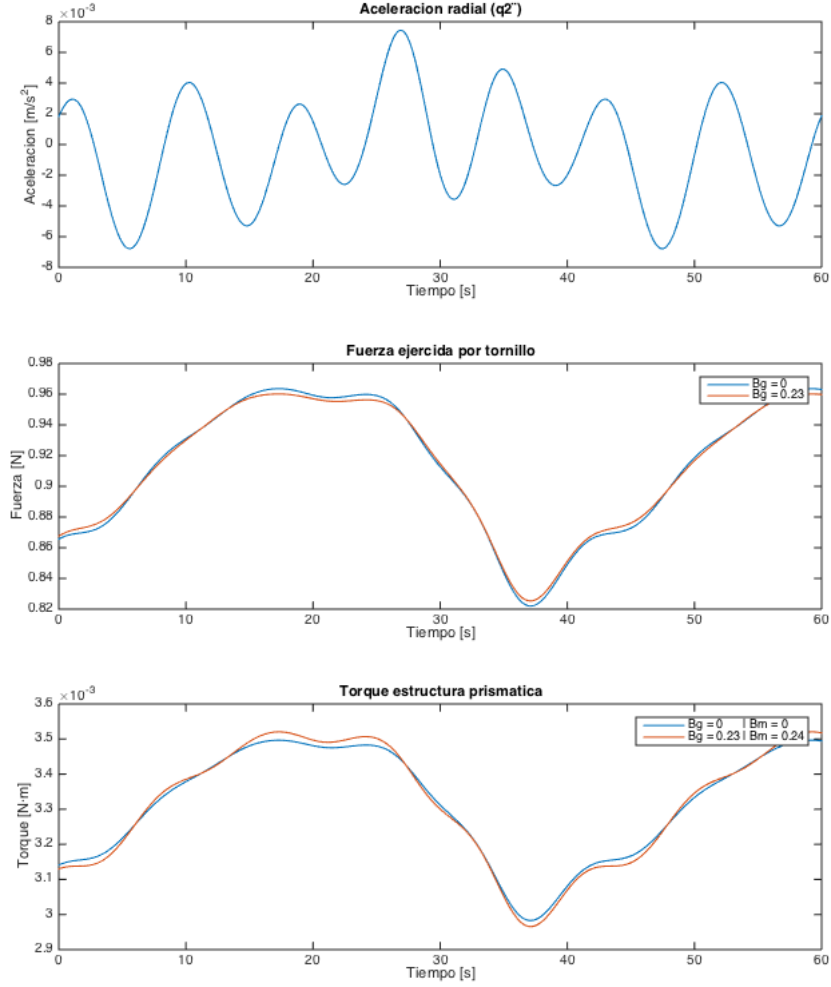 Aceleracion radial (q2¨)
×10^-3
8
6
4
2
0
-2
-4
-6
-8
Aceleracion [m/s²]
0 10 20 30 40 50 60
Tiempo [s]
Fuerza ejercida por tornillo
0.98
0.96
0.94
0.92
0.9
0.88
0.86
0.84
0.82
Fuerza [N]
Bg = 0
Bg = 0.23
0 10 20 30 40 50 60
Tiempo [s]
Torque estructura prismatica
×10^-3
3.6
3.5
3.4
3.3
3.2
3.1
3
2.9
Torque [N·m]
Bg = 0 | Bm = 0
Bg = 0.23 | Bm = 0.24
0 10 20 30 40 50 60
Tiempo [s]